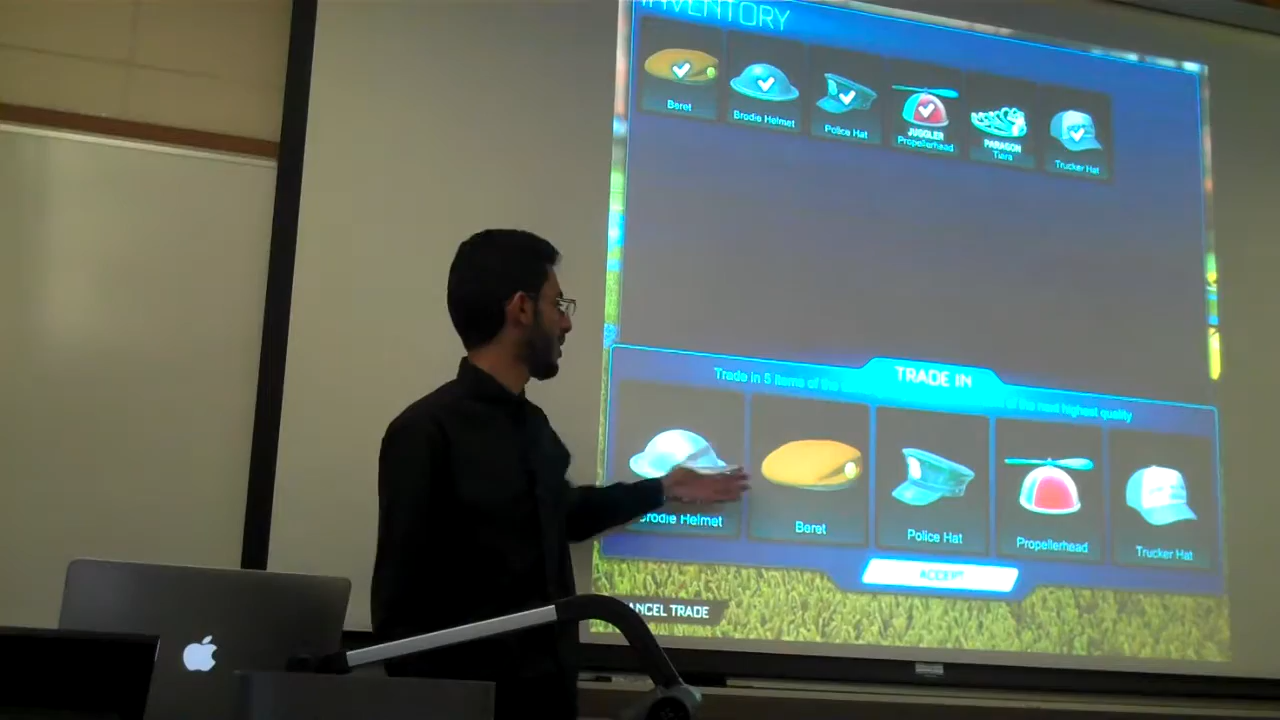 INVENTORY
Beret
Brodie Helmet
Police Hat
JUGGLER
Propellerhead
PARAGON
Tiara
Trucker Hat
TRADE IN
Trade in 5 items of the
of the next highest quality
Brodie Helmet
Beret
Police Hat
Propellerhead
Trucker Hat
ACCEPT
ANCEL TRADE